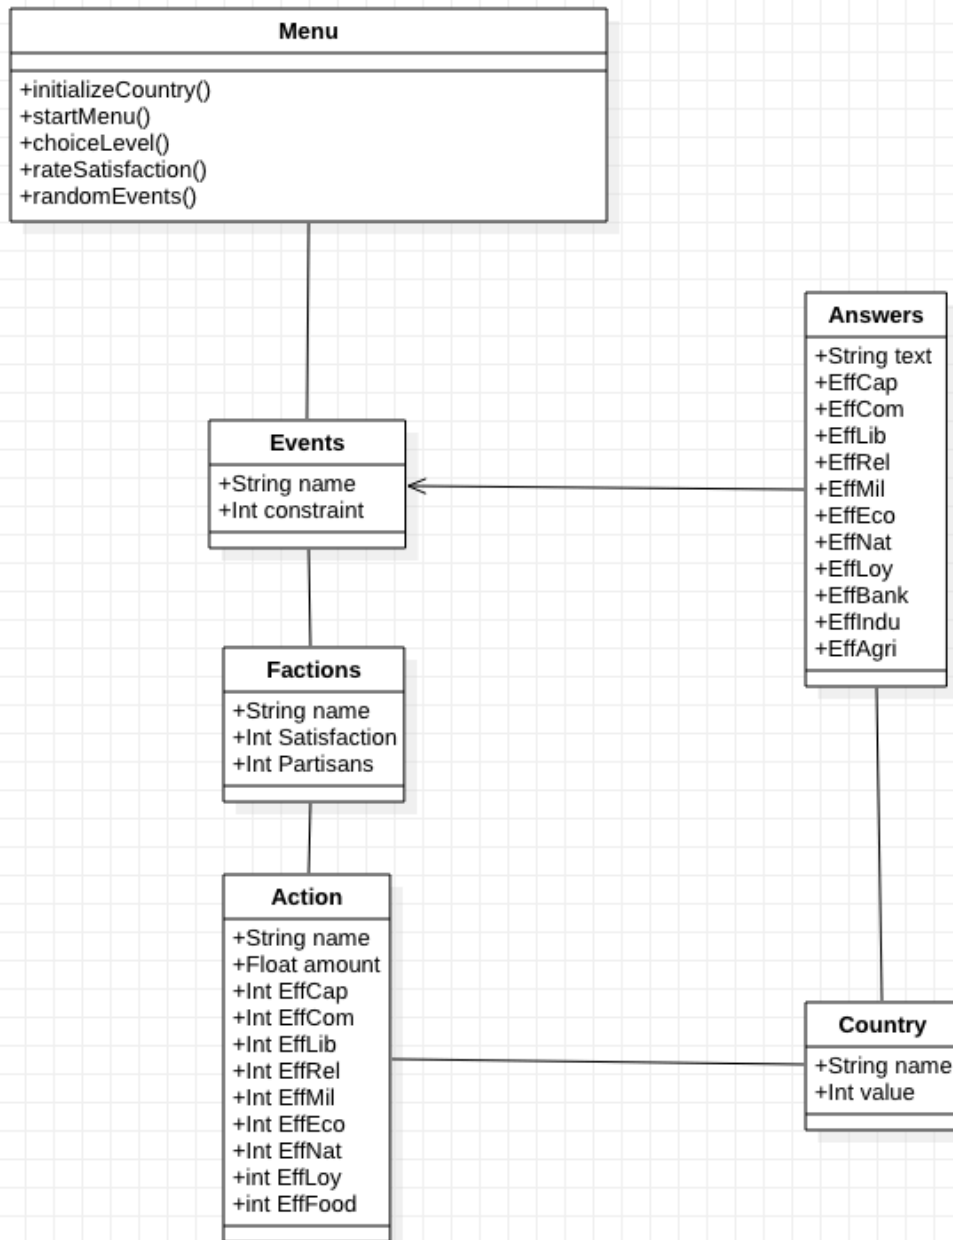 Menu
+initializeCountry()
+startMenu()
+choiceLevel()
+rateSatisfaction()
+randomEvents()
Answers
+String text
+EffCap
+EffCom
+EffLib
+EffRel
+EffMil
+EffEco
+EffNat
+EffLoy
+EffBank
+EffIndu
+EffAgri
Events
+String name
+Int constraint
Factions
+String name
+Int Satisfaction
+Int Partisans
Action
+String name
+Float amount
+Int EffCap
+Int EffCom
+Int EffLib
+Int EffRel
+Int EffMil
+Int EffEco
+Int EffNat
+int EffLoy
+int EffFood
Country
+String name
+Int value